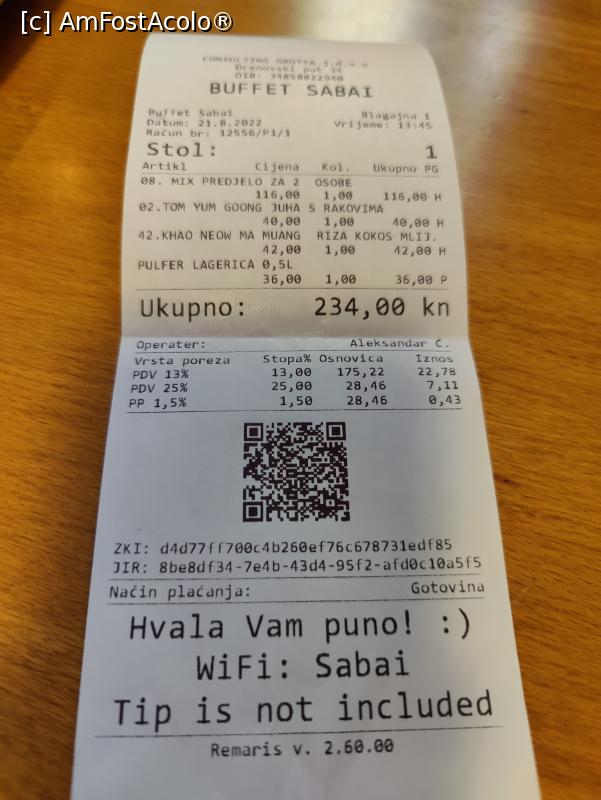 [c] AmFostAcolo®
CONSULTING GROTTA j.d.o.o
Drenovski put 34
OIB: 34858822940
BUFFET SABAI
Buffet Sabai Blagajna 1
Datum: 21.8.2022 Vrijeme: 13:45
Račun br: 12556/P1/1
Stol: 1
Artikl Cijena Kol. Ukupno PG
08. MIX PREDJELO ZA 2 OSOBE
116,00 1,00 116,00 H
02.TOM YUM GOONG JUHA S RAKOVIMA
40,00 1,00 40,00 H
42.KHAO NEOW MA MUANG RIZA KOKOS MLIJ.
42,00 1,00 42,00 H
PULFER LAGERICA 0,5L
36,00 1,00 36,00 P
Ukupno: 234,00 kn
Operater: Aleksandar Č.
Vrsta poreza Stopa% Osnovica Iznos
PDV 13% 13,00 175,22 22,78
PDV 25% 25,00 28,46 7,11
PP 1,5% 1,50 28,46 0,43
ZKI: d4d77ff700c4b260ef76c678731edf85
JIR: 8be8df34-7e4b-43d4-95f2-afd0c10a5f5
Način plaćanja: Gotovina
Hvala Vam puno! :)
WiFi: Sabai
Tip is not included
Remaris v. 2.60.00